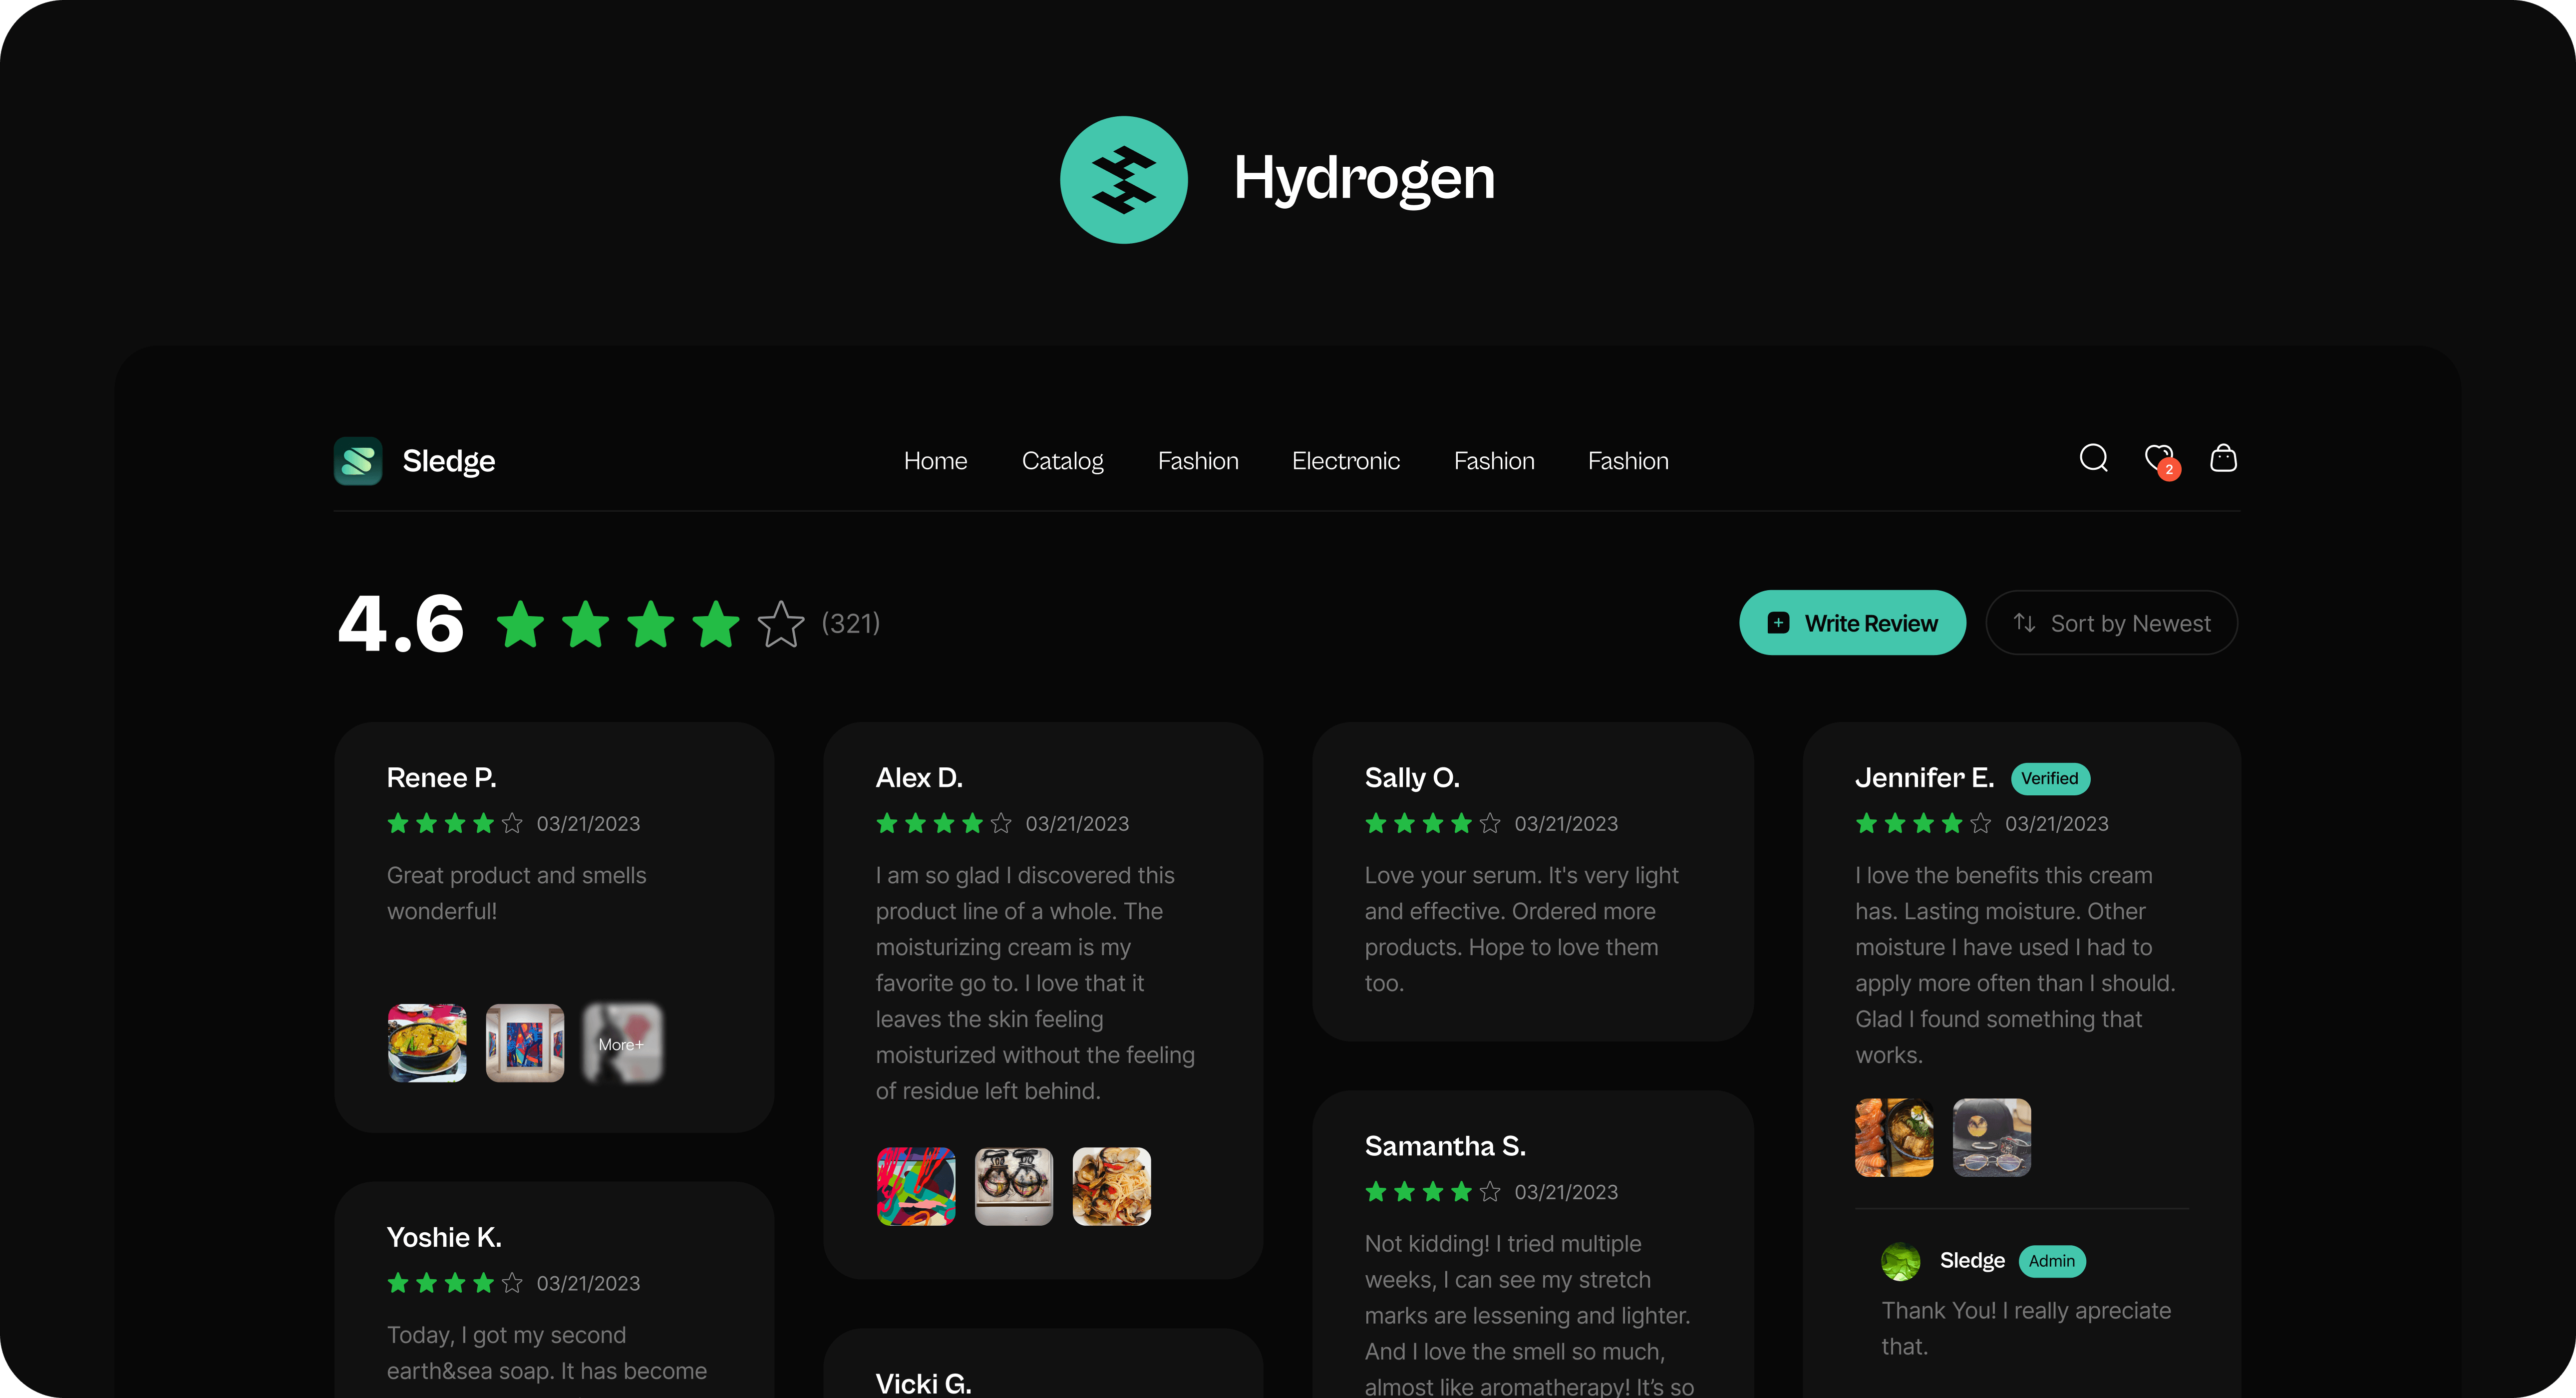 Hydrogen
Sledge
Home
Catalog
Fashion
Electronic
Fashion
Fashion
2
4.6
(321)
Write Review
Sort by Newest
Renee P.
03/21/2023
Great product and smells
wonderful!
More+
Yoshie K.
03/21/2023
Today, I got my second
earth&sea soap. It has become
Alex D.
03/21/2023
I am so glad I discovered this
product line of a whole. The
moisturizing cream is my
favorite go to. I love that it
leaves the skin feeling
moisturized without the feeling
of residue left behind.
Vicki G.
Sally O.
03/21/2023
Love your serum. It's very light
and effective. Ordered more
products. Hope to love them
too.
Samantha S.
03/21/2023
Not kidding! I tried multiple
weeks, I can see my stretch
marks are lessening and lighter.
And I love the smell so much,
almost like aromatherapy! It’s so
Jennifer E.
Verified
03/21/2023
I love the benefits this cream
has. Lasting moisture. Other
moisture I have used I had to
apply more often than I should.
Glad I found something that
works.
Sledge
Admin
Thank You! I really apreciate
that.